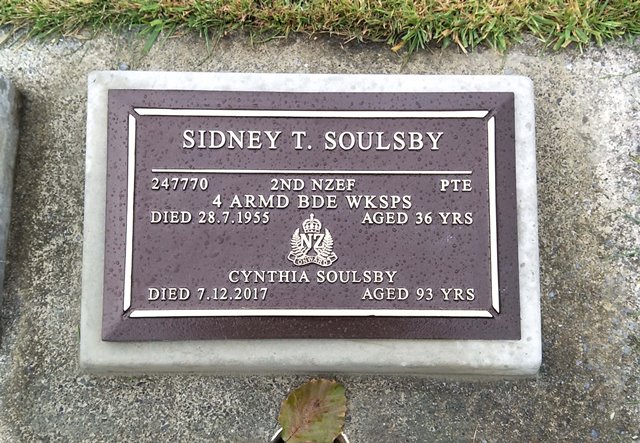 SIDNEY T. SOULSBY
247770 2ND NZEF PTE
4 ARMD BDE WKSPS
DIED 28.7.1955 AGED 36 YRS
NZ
ONWARD
CYNTHIA SOULSBY
DIED 7.12.2017 AGED 93 YRS